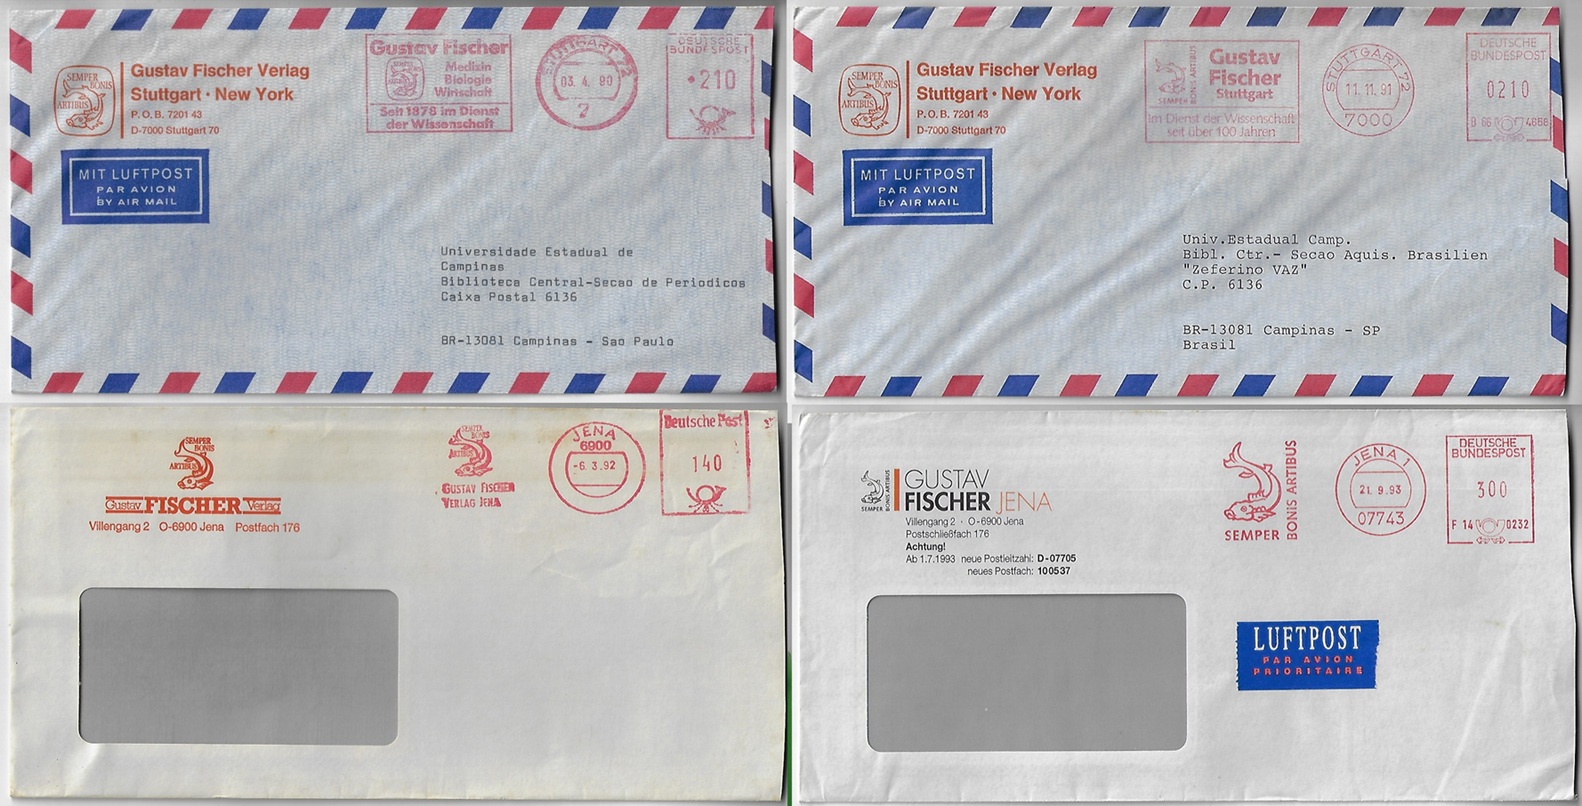 SEMPER
BONIS
ARTIBUS
Gustav Fischer Verlag
Stuttgart · New York
P.O.B. 7201 43
D-7000 Stuttgart 70
MIT LUFTPOST
PAR AVION
BY AIR MAIL
Gustav Fischer
Medizin
Biologie
Wirtschaft
Seit 1878 im Dienst
der Wissenschaft
STUTTGART 72
03. 4. 90
7
DEUTSCHE
BUNDESPOST
·210
Universidade Estadual de
Campinas
Biblioteca Central-Secao de Periodicos
Caixa Postal 6136
BR-13081 Campinas - Sao Paulo
SEMPER
BONIS
ARTIBUS
Gustav Fischer Verlag
Stuttgart · New York
P.O.B. 7201 43
D-7000 Stuttgart 70
MIT LUFTPOST
PAR AVION
BY AIR MAIL
SEMPER
BONIS ARTIBUS
Gustav
Fischer
Stuttgart
Im Dienst der Wissenschaft
seit über 100 Jahren
STUTTGART 72
11. 11. 91
7000
DEUTSCHE
BUNDESPOST
0210
B 66 4668
Univ.Estadual Camp.
Bibl. Ctr.- Secao Aquis. Brasilien
"Zeferino VAZ"
C.P. 6136
BR-13081 Campinas - SP
Brasil
SEMPER
BONIS
ARTIBUS
Gustav FISCHER Verlag
Villengang 2 O-6900 Jena Postfach 176
SEMPER
BONIS
ARTIBUS
GUSTAV FISCHER
VERLAG JENA
JENA
6900
-6. 3.92
Deutsche Post
140
SEMPER
BONIS ARTIBUS
GUSTAV
FISCHER JENA
Villengang 2 · O-6900 Jena
Postschließfach 176
Achtung!
Ab 1.7.1993 neue Postleitzahl: D-07705
neues Postfach: 100537
SEMPER
BONIS ARTIBUS
JENA 1
21. 9.93
07743
DEUTSCHE
BUNDESPOST
300
F 14 0232
LUFTPOST
PAR AVION
PRIORITAIRE